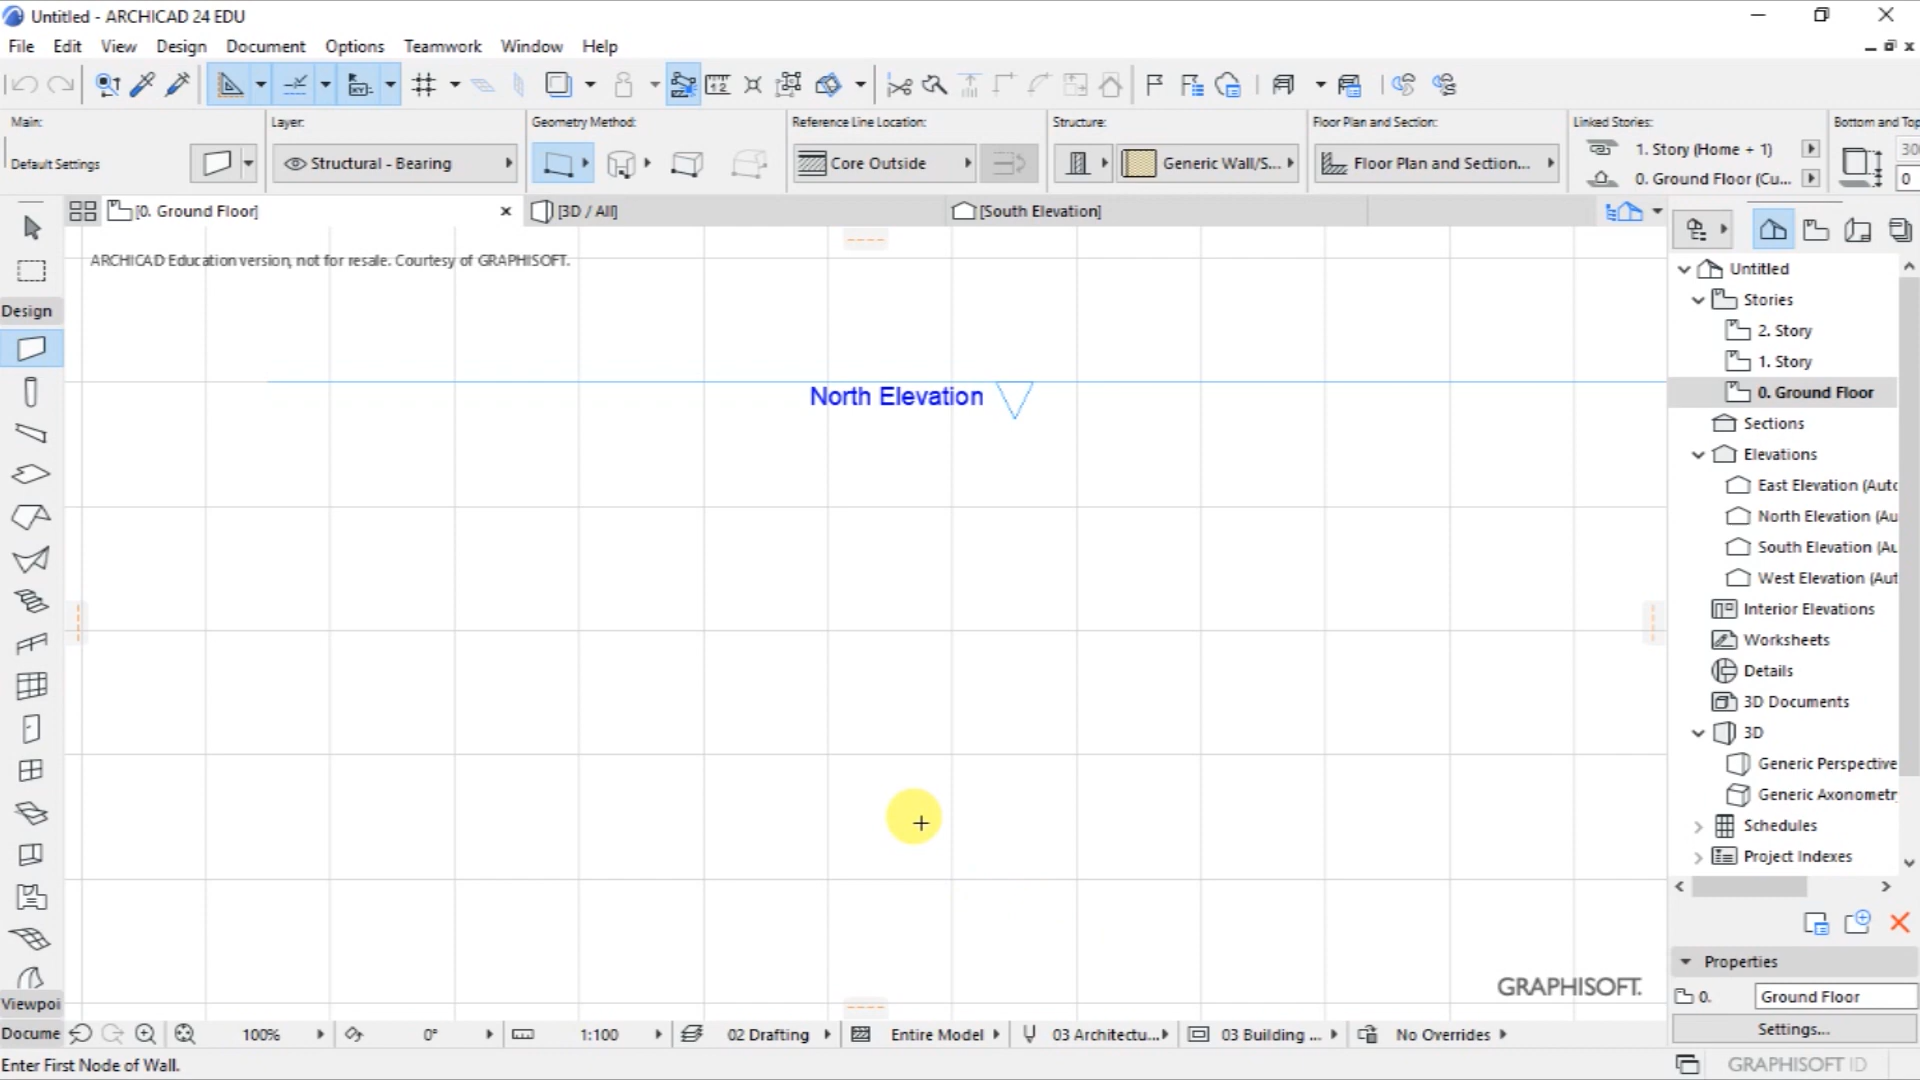 Untitled - ARCHICAD 24 EDU
File Edit View Design Document Options Teamwork Window Help
Main: Layer: Geometry Method: Reference Line Location: Structure: Floor Plan and Section: Linked Stories: Bottom and Top
Default Settings Structural - Bearing Core Outside Generic Wall/S... Floor Plan and Section... 1. Story (Home + 1)
0. Ground Floor (Cu... 0
[0. Ground Floor] [3D / All] [South Elevation]
ARCHICAD Education version, not for resale. Courtesy of GRAPHISOFT.
Design
North Elevation
Untitled
Stories
2. Story
1. Story
0. Ground Floor
Sections
Elevations
East Elevation (Auto
North Elevation (Au
South Elevation (Au
West Elevation (Aut
Interior Elevations
Worksheets
Details
3D Documents
3D
Generic Perspective
Generic Axonometr
Schedules
Project Indexes
Properties
0. Ground Floor
Settings...
GRAPHISOFT.
Viewpoi
Docume 100% 0° 1:100 02 Drafting Entire Model 03 Architectu... 03 Building ... No Overrides
Enter First Node of Wall. GRAPHISOFT ID